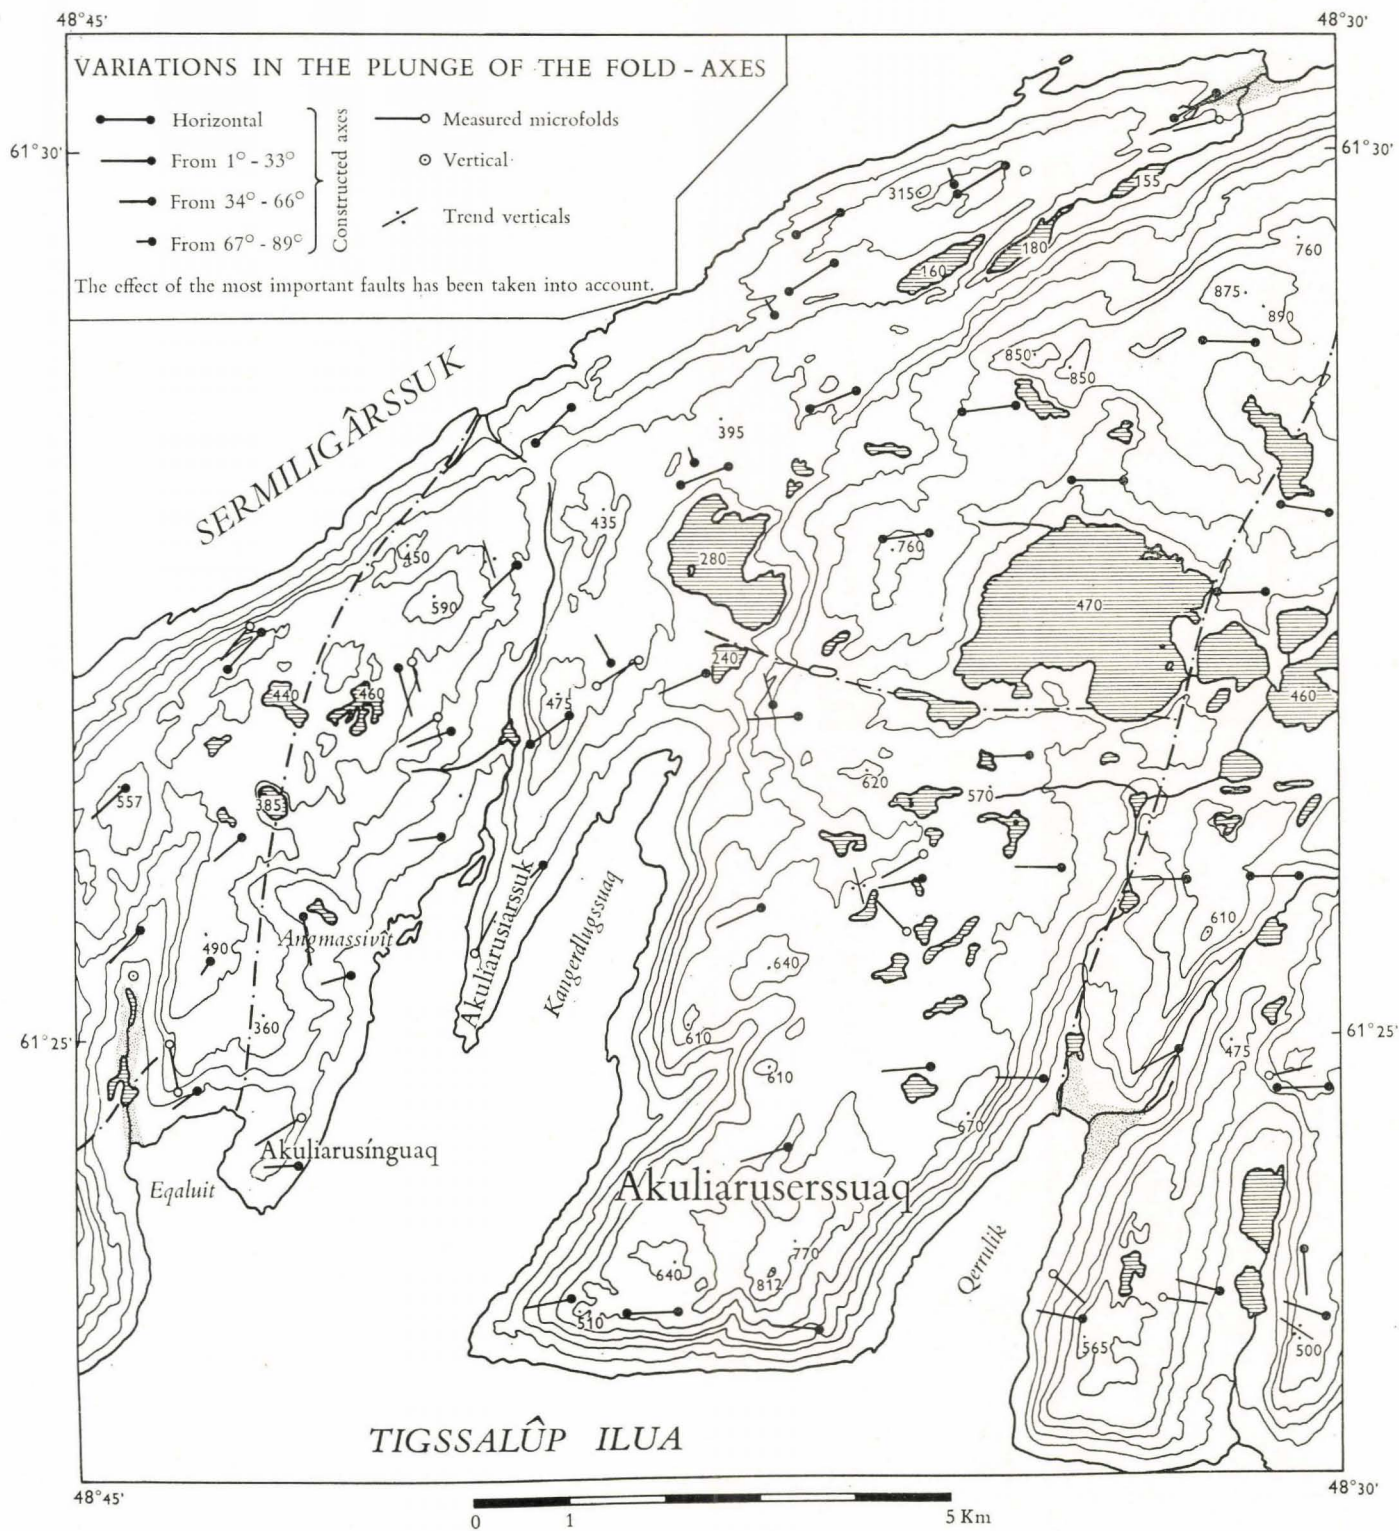 48°45'
48°30'
VARIATIONS IN THE PLUNGE OF THE FOLD - AXES
Horizontal
Measured microfolds
61°30'
From 1° - 33°
Vertical
61°30'
From 34° - 66°
Trend verticals
From 67° - 89°
Constructed axes
The effect of the most important faults has been taken into account.
155
315
180
160
760
875
890
850
850
SERMILIGÂRSSUK
395
435
450
280
760
590
470
240
440
460
475
460
557
385
620
570
610
Akuliarusiarssuk
Kangerdlugssuaq
490
Angmassivît
640
360
61°25'
610
475
61°25'
610
670
Akuliarusínguaq
Eqaluit
Akuliaruserssuaq
Qerrulik
770
640
812
510
565
500
TIGSSALÛP ILUA
48°45'
48°30'
0 1 5 Km